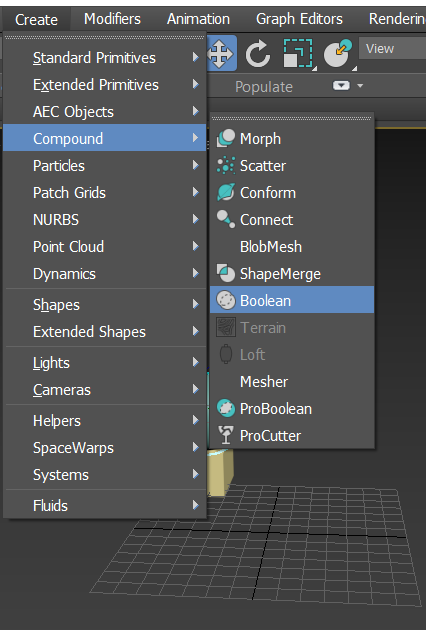 Create Modifiers Animation Graph Editors Rendering
View
Populate
Standard Primitives
Extended Primitives
AEC Objects
Compound
Particles
Patch Grids
NURBS
Point Cloud
Dynamics
Shapes
Extended Shapes
Lights
Cameras
Helpers
SpaceWarps
Systems
Fluids
Morph
Scatter
Conform
Connect
BlobMesh
ShapeMerge
Boolean
Terrain
Loft
Mesher
ProBoolean
ProCutter